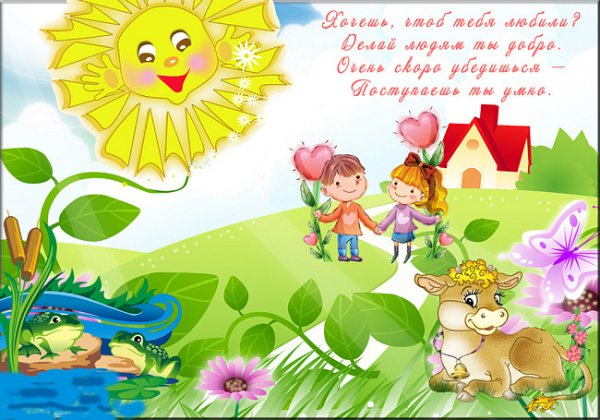 Хочешь, чтоб тебя любили?
Делай людям ты добро.
Очень скоро убедишься —
Поступаешь ты умно.